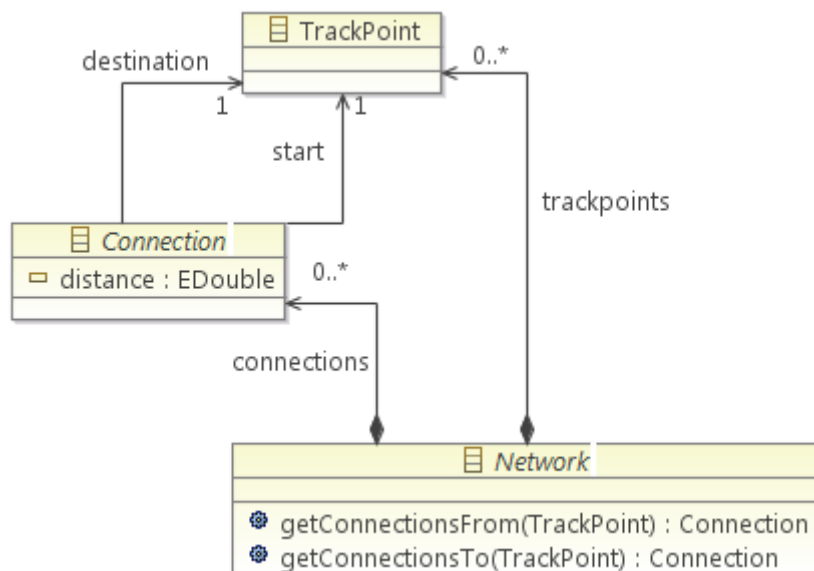 TrackPoint
0..*
destination
1
1
start
trackpoints
Connection
distance : EDouble
0..*
connections
Network
getConnectionsFrom(TrackPoint) : Connection
getConnectionsTo(TrackPoint) : Connection